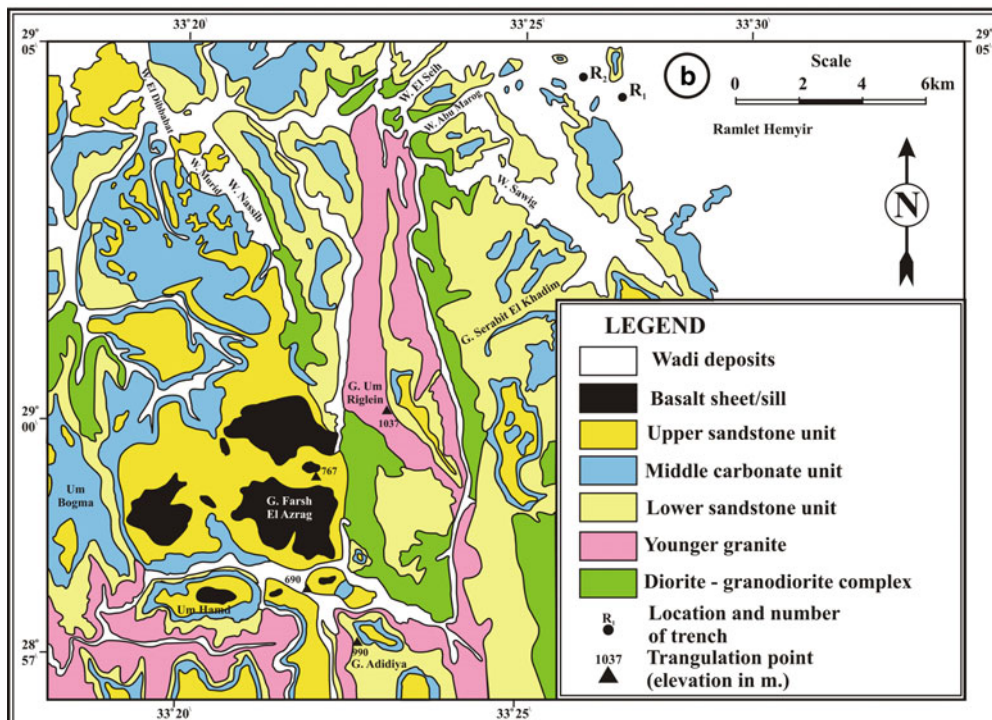 33°20' 33°25' 33°30'
29° 05' 29° 05'
b
Scale
0 2 4 6km
Ramlet Hemyir
N
R2
R1
W. El Seih
W. Abu Marog
W. El Dibbabat
W. Murid
W. Nassib
W. Sawig
G. Serabit El Khadim
G. Um
Riglein
1037
29° 00'
767
Um
Bogma
G. Farsh
El Azrag
690
Um Hamd
990
G. Adidiya
28° 57'
33°20' 33°25'
LEGEND
Wadi deposits
Basalt sheet/sill
Upper sandstone unit
Middle carbonate unit
Lower sandstone unit
Younger granite
Diorite - granodiorite complex
R1 Location and number
of trench
1037 Trangulation point
(elevation in m.)